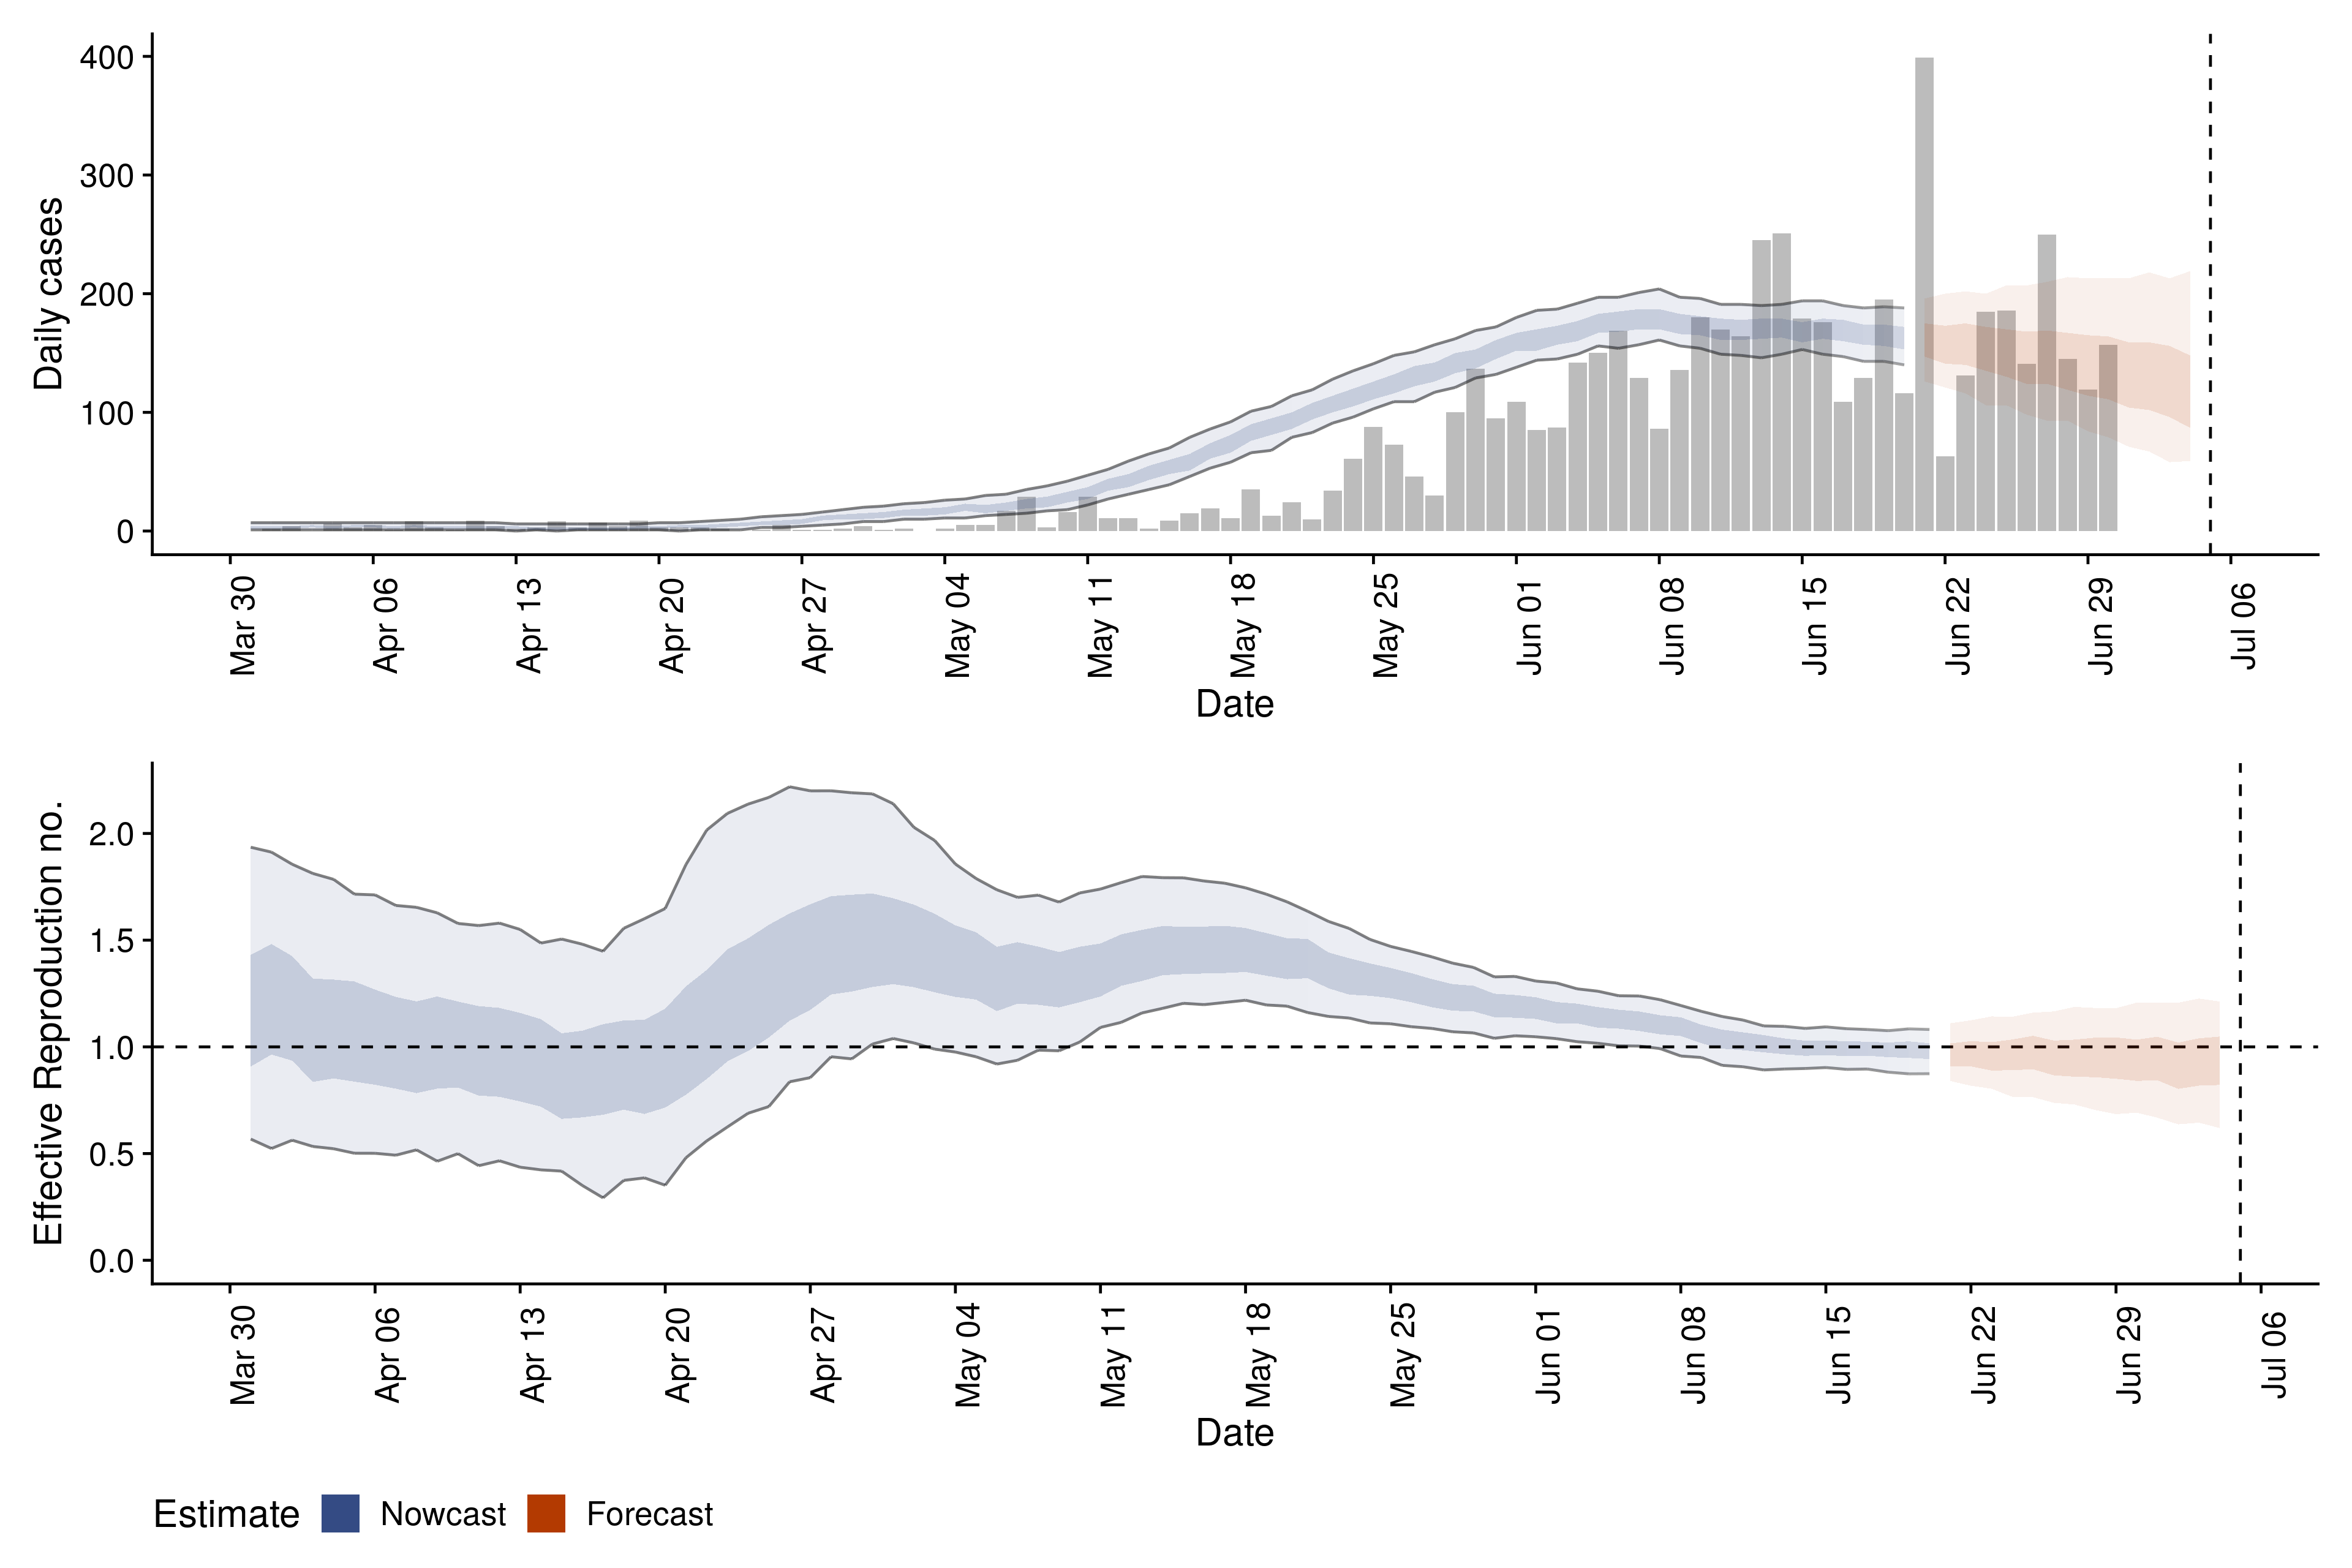 400
300
200
100
0
Daily cases
Mar 30
Apr 06
Apr 13
Apr 20
Apr 27
May 04
May 11
May 18
May 25
Jun 01
Jun 08
Jun 15
Jun 22
Jun 29
Jul 06
Date
2.0
1.5
1.0
0.5
0.0
Effective Reproduction no.
Mar 30
Apr 06
Apr 13
Apr 20
Apr 27
May 04
May 11
May 18
May 25
Jun 01
Jun 08
Jun 15
Jun 22
Jun 29
Jul 06
Date
Estimate Nowcast Forecast